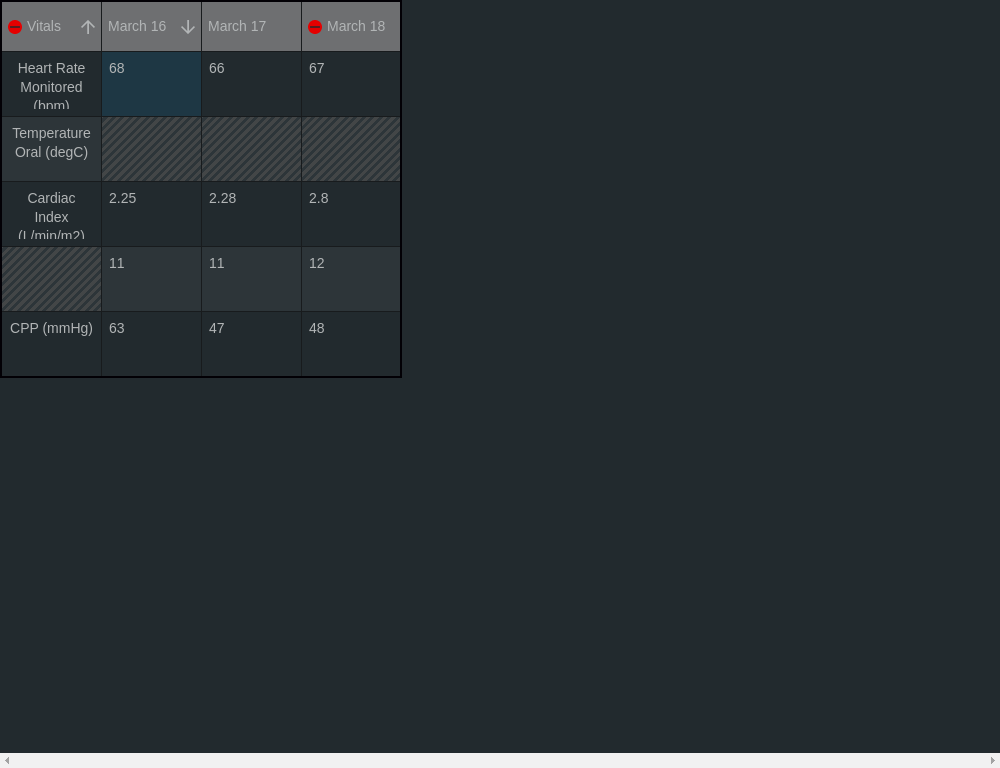 Vitals March 16 March 17 March 18
Heart Rate 68 66 67
Monitored
(bpm)
Temperature
Oral (degC)
Cardiac 2.25 2.28 2.8
Index
(L/min/m2)
11 11 12
CPP (mmHg) 63 47 48